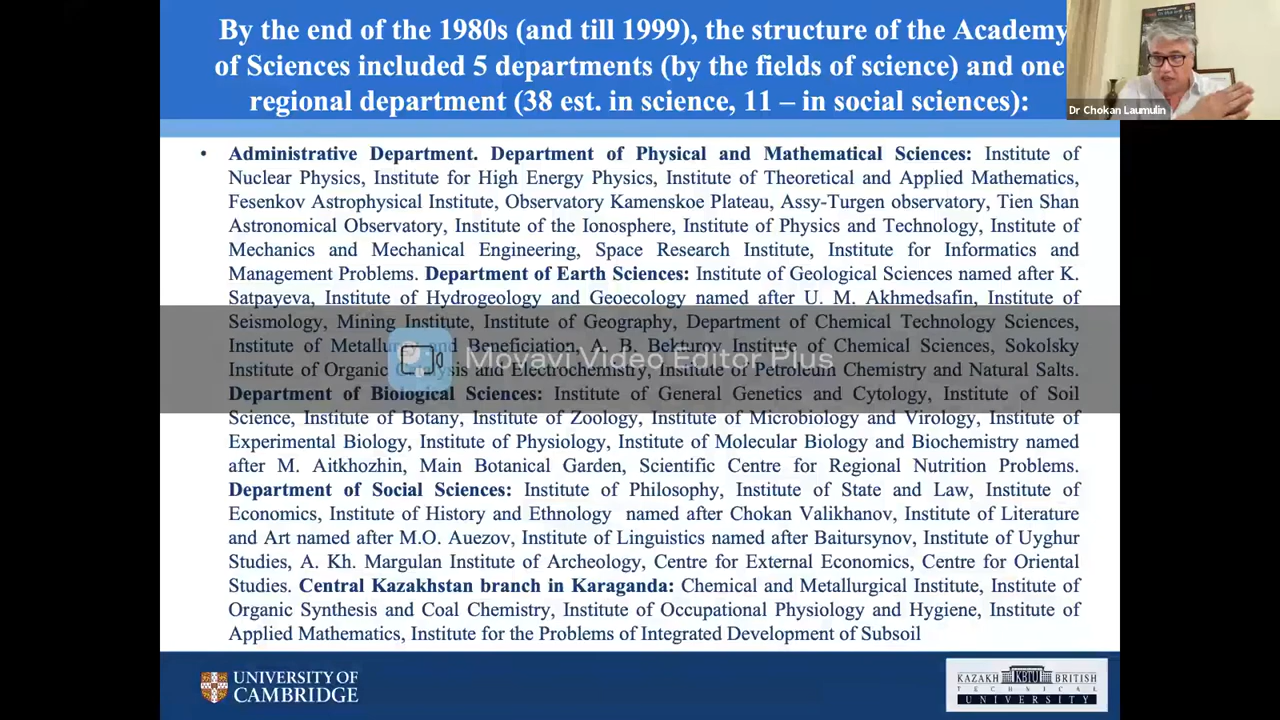 By the end of the 1980s (and till 1999), the structure of the Academy
of Sciences included 5 departments (by the fields of science) and one
regional department (38 est. in science, 11 – in social sciences):
Dr Chokan Laumulin
• Administrative Department. Department of Physical and Mathematical Sciences: Institute of
Nuclear Physics, Institute for High Energy Physics, Institute of Theoretical and Applied Mathematics,
Fesenkov Astrophysical Institute, Observatory Kamenskoe Plateau, Assy-Turgen observatory, Tien Shan
Astronomical Observatory, Institute of the Ionosphere, Institute of Physics and Technology, Institute of
Mechanics and Mechanical Engineering, Space Research Institute, Institute for Informatics and
Management Problems. Department of Earth Sciences: Institute of Geological Sciences named after K.
Satpayeva, Institute of Hydrogeology and Geoecology named after U. M. Akhmedsafin, Institute of
Seismology, Mining Institute, Institute of Geography, Department of Chemical Technology Sciences,
Institute of and Beneficiation, A. B. Bekturov Institute of Chemical Sciences, Sokolsky
Movavi Video Editor Plus
Institute of Organic and Electrochemistry, Institute of Petroleum Chemistry and Natural Salts.
Department of Biological Sciences: Institute of General Genetics and Cytology, Institute of Soil
Science, Institute of Botany, Institute of Zoology, Institute of Microbiology and Virology, Institute of
Experimental Biology, Institute of Physiology, Institute of Molecular Biology and Biochemistry named
after M. Aitkhozhin, Main Botanical Garden, Scientific Centre for Regional Nutrition Problems.
Department of Social Sciences: Institute of Philosophy, Institute of State and Law, Institute of
Economics, Institute of History and Ethnology named after Chokan Valikhanov, Institute of Literature
and Art named after M.O. Auezov, Institute of Linguistics named after Baitursynov, Institute of Uyghur
Studies, A. Kh. Margulan Institute of Archeology, Centre for External Economics, Centre for Oriental
Studies. Central Kazakhstan branch in Karaganda: Chemical and Metallurgical Institute, Institute of
Organic Synthesis and Coal Chemistry, Institute of Occupational Physiology and Hygiene, Institute of
Applied Mathematics, Institute for the Problems of Integrated Development of Subsoil
UNIVERSITY OF
CAMBRIDGE
KAZAKH KBTU BRITISH
TECHNICAL
UNIVERSITY